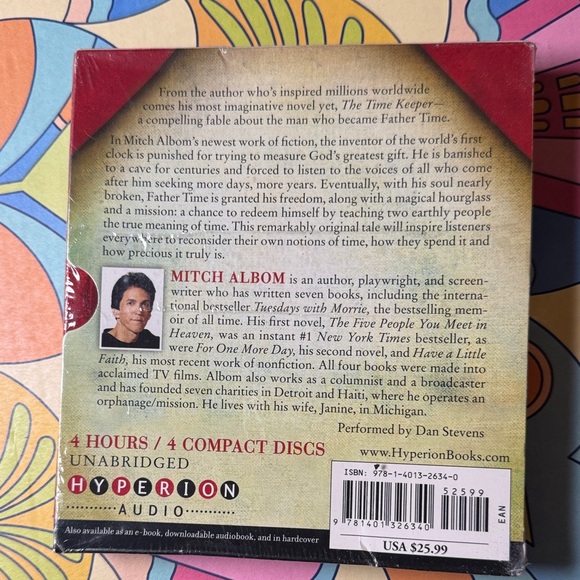 From the author who's inspired millions worldwide
comes his most imaginative novel yet, The Time Keeper—
a compelling fable about the man who became Father Time.
In Mitch Albom's newest work of fiction, the inventor of the world's first
clock is punished for trying to measure God's greatest gift. He is banished
to a cave for centuries and forced to listen to the voices of all who come
after him seeking more days, more years. Eventually, with his soul nearly
broken, Father Time is granted his freedom, along with a magical hourglass
and a mission: a chance to redeem himself by teaching two earthly people
the true meaning of time. This remarkably original tale will inspire listeners
everywhere to reconsider their own notions of time, how they spend it and
how precious it truly is.
MITCH ALBOM is an author, playwright, and screen-
writer who has written seven books, including the interna-
tional bestseller Tuesdays with Morrie, the bestselling mem-
oir of all time. His first novel, The Five People You Meet in
Heaven, was an instant #1 New York Times bestseller, as
were For One More Day, his second novel, and Have a Little
Faith, his most recent work of nonfiction. All four books were made into
acclaimed TV films. Albom also works as a columnist and a broadcaster
and has founded seven charities in Detroit and Haiti, where he operates an
orphanage/mission. He lives with his wife, Janine, in Michigan.
Performed by Dan Stevens
4 HOURS / 4 COMPACT DISCS
www.HyperionBooks.com
UNABRIDGED
HYPERION
AUDIO
Also available as an e-book, downloadable audiobook, and in hardcover
ISBN: 978-1-4013-2634-0
52599
9 781401 326340
EAN
USA $25.99